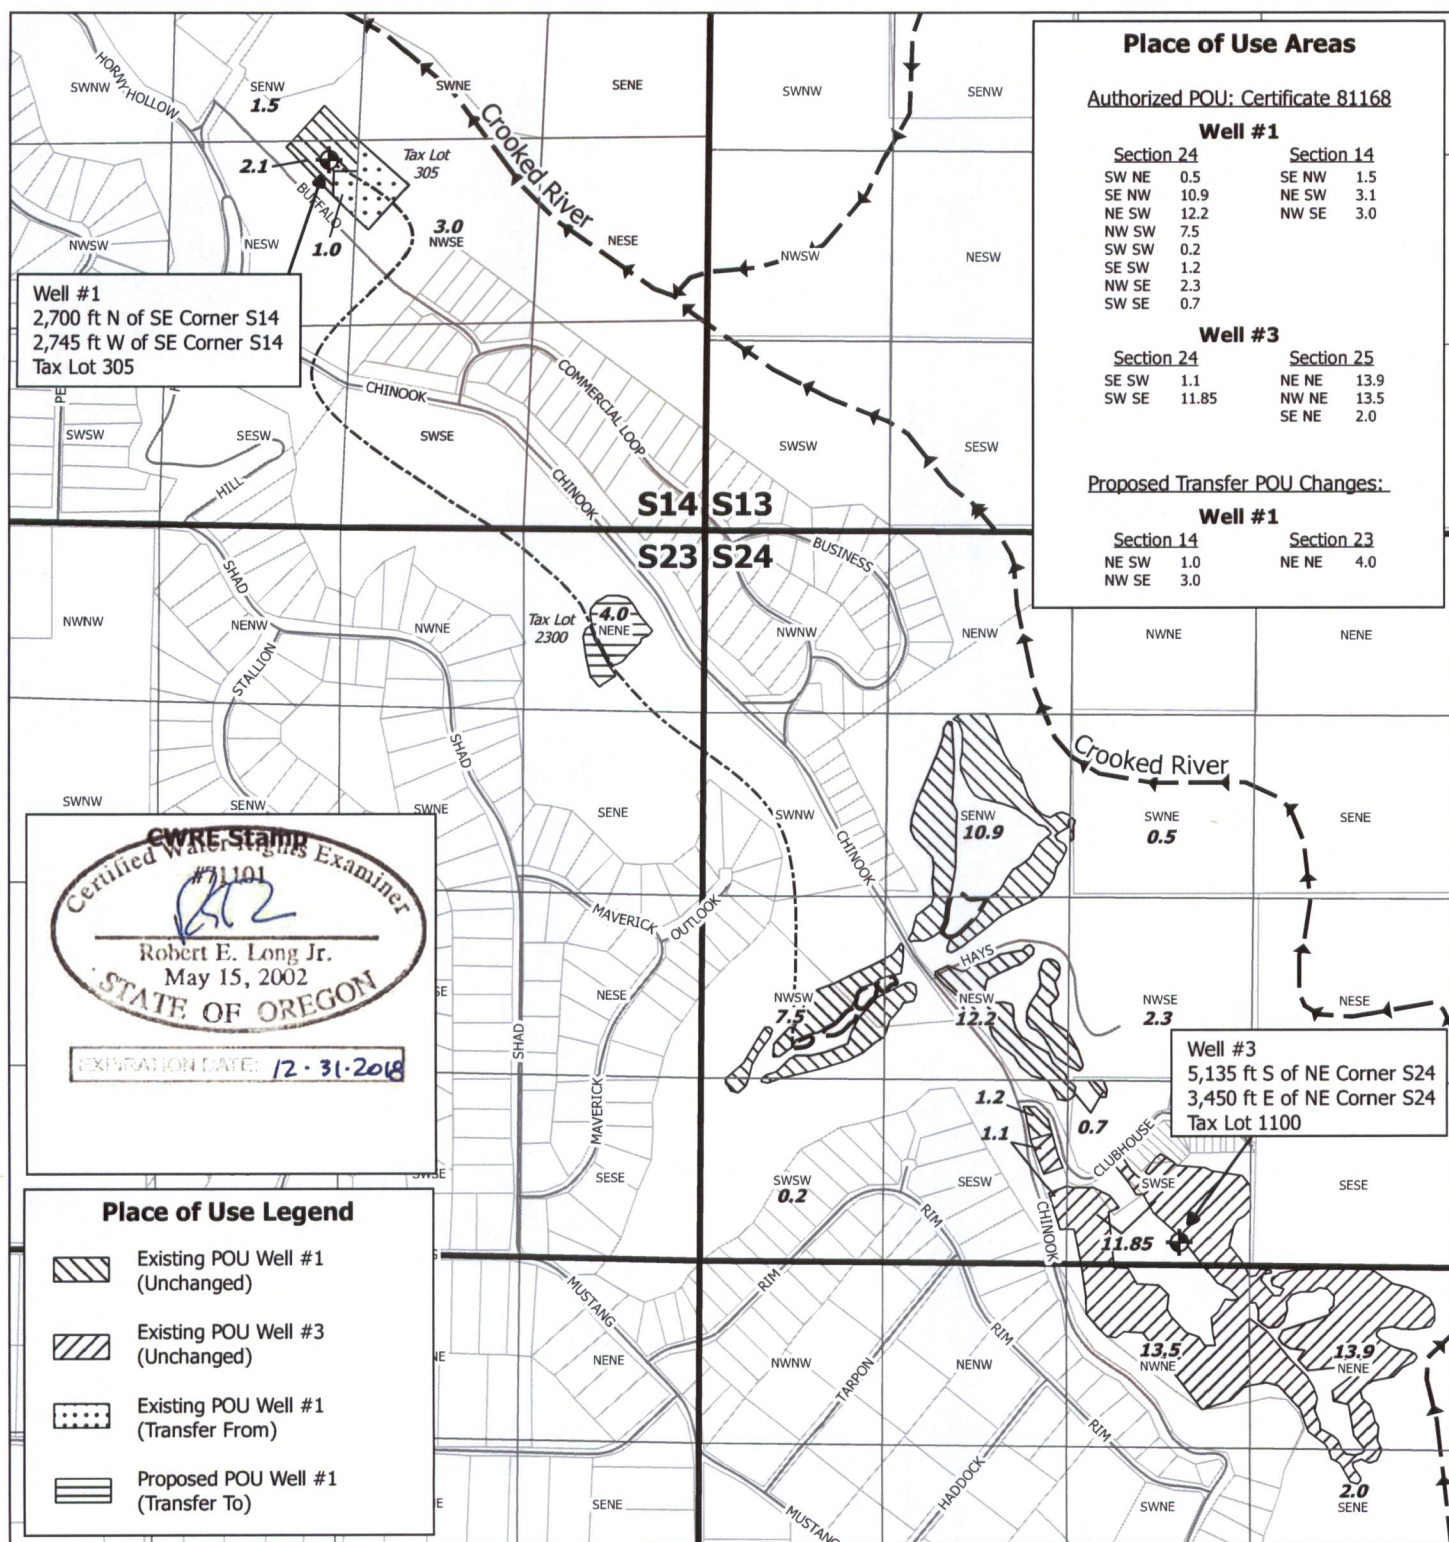 Place of Use Areas
Authorized POU: Certificate 81168
Well #1
Section 24 Section 14
SW NE 0.5 SE NW 1.5
SE NW 10.9 NE SW 3.1
NE SW 12.2 NW SE 3.0
NW SW 7.5
SW SW 0.2
SE SW 1.2
NW SE 2.3
SW SE 0.7
Well #3
Section 24 Section 25
SE SW 1.1 NE NE 13.9
SW SE 11.85 NW NE 13.5
SE NE 2.0
Proposed Transfer POU Changes:
Well #1
Section 14 Section 23
NE SW 1.0 NE NE 4.0
NW SE 3.0
HORNY HOLLOW
SWNW
SENW
1.5
SWNE
SENE
SWNW
SENW
Crooked River
2.1
Tax Lot
305
BUFFALO
1.0
3.0
NWSW
NESW
NWSE
NESE
NWSW
NESW
Well #1
2,700 ft N of SE Corner S14
2,745 ft W of SE Corner S14
Tax Lot 305
PE
CHINOOK
COMMERCIAL LOOP
SWSW
SESW
SWSE
SWSW
SESW
HILL
CHINOOK
S14 S13
S23 S24
BUSINESS
SHAD
Tax Lot
2300
4.0
NENE
NWNW
NENW
NWNE
NWNW
NENW
NWNE
NENE
STALLION
SHAD
Crooked River
SWNW
SENW
SWNE
SENE
SWNW
SENW
10.9
SWNE
0.5
SENE
CHINOOK
CWRE Stamp
#71101
Certified Water Rights Examiner
Robert E. Long Jr.
May 15, 2002
STATE OF OREGON
EXPIRATION DATE: 12-31-2018
MAVERICK
OUTLOOK
HAYS
SE
NESE
NWSW
7.5
NESW
12.2
NWSE
2.3
NESE
SHAD
MAVERICK
Well #3
5,135 ft S of NE Corner S24
3,450 ft E of NE Corner S24
Tax Lot 1100
1.2
1.1
0.7
CLUBHOUSE
SWSE
SESE
SWSW
0.2
SESW
SWSE
SESE
RIM
CHINOOK
11.85
Place of Use Legend
Existing POU Well #1
(Unchanged)
Existing POU Well #3
(Unchanged)
Existing POU Well #1
(Transfer From)
Proposed POU Well #1
(Transfer To)
G
MUSTANG
RIM
RIM
NE
NENE
NWNW
NENW
13.5
NWNE
13.9
NENE
TARPON
RIM
HADDOCK
E
SENE
MUSTANG
SWNE
2.0
SENE